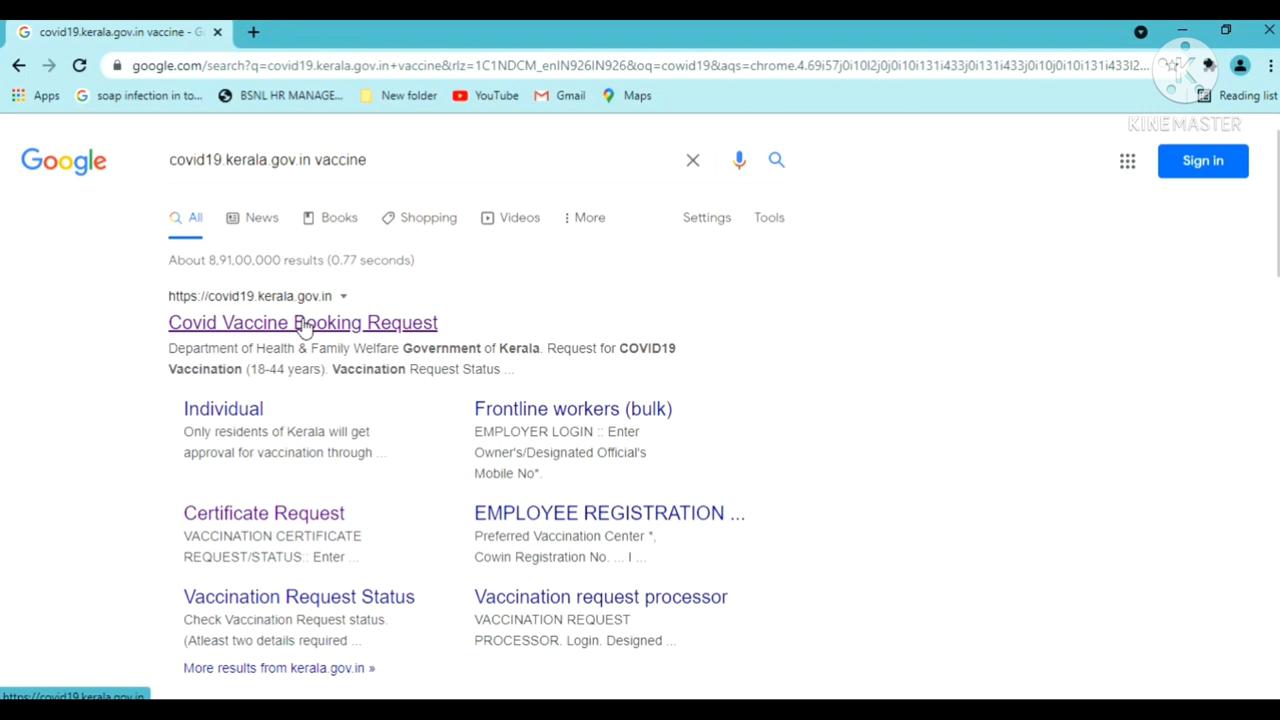 covid19.kerala.gov.in vaccine - G
google.com/search?q=covid19.kerala.gov.in+vaccine&rlz=1C1NDCM_enIN926IN926&oq=cowid19&aqs=chrome.4.69i57j0i10l2j0j0i10i131i433j0i10i131i433j0j0i10j0i10i131i433l2...
Apps soap infection in to... BSNL HR MANAGE... New folder YouTube Gmail Maps Reading list
KINEMASTER
Google covid19.kerala.gov.in vaccine Sign in
All News Books Shopping Videos More Settings Tools
About 8,91,00,000 results (0.77 seconds)
https://covid19.kerala.gov.in
Covid Vaccine Booking Request
Department of Health & Family Welfare Government of Kerala. Request for COVID19
Vaccination (18-44 years). Vaccination Request Status ...
Individual
Only residents of Kerala will get
approval for vaccination through ...
Frontline workers (bulk)
EMPLOYER LOGIN :: Enter
Owner's/Designated Official's
Mobile No*.
Certificate Request
VACCINATION CERTIFICATE
REQUEST/STATUS:: Enter ...
EMPLOYEE REGISTRATION ...
Preferred Vaccination Center *,
Cowin Registration No. ... I ...
Vaccination Request Status
Check Vaccination Request status.
(Atleast two details required ...
Vaccination request processor
VACCINATION REQUEST
PROCESSOR. Login. Designed ...
More results from kerala.gov.in »
https://covid19.kerala.gov.in